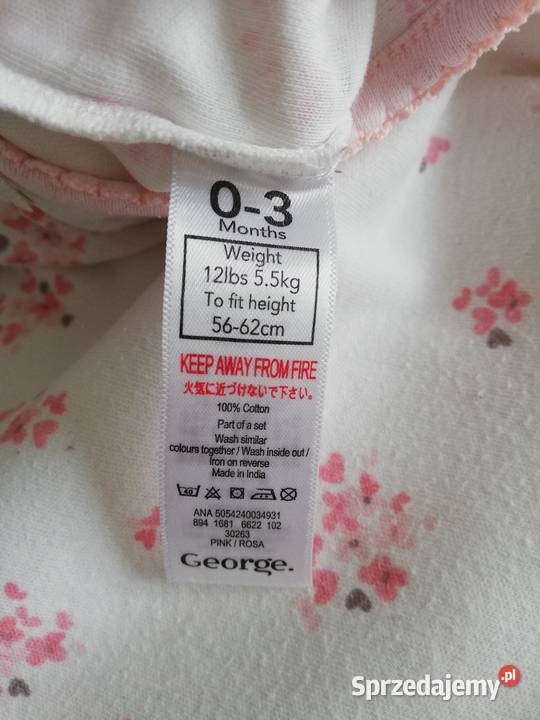 0-3
Months
Weight
12lbs 5.5kg
To fit height
56-62cm
KEEP AWAY FROM FIRE
火気に近づけないで下さい。
100% Cotton
Part of a set
Wash similar
colours together / Wash inside out /
Iron on reverse
Made in India
40
ANA 5054240034931
894 1681 6622 102
30263
PINK / ROSA
George.
Sprzedajemy.pl